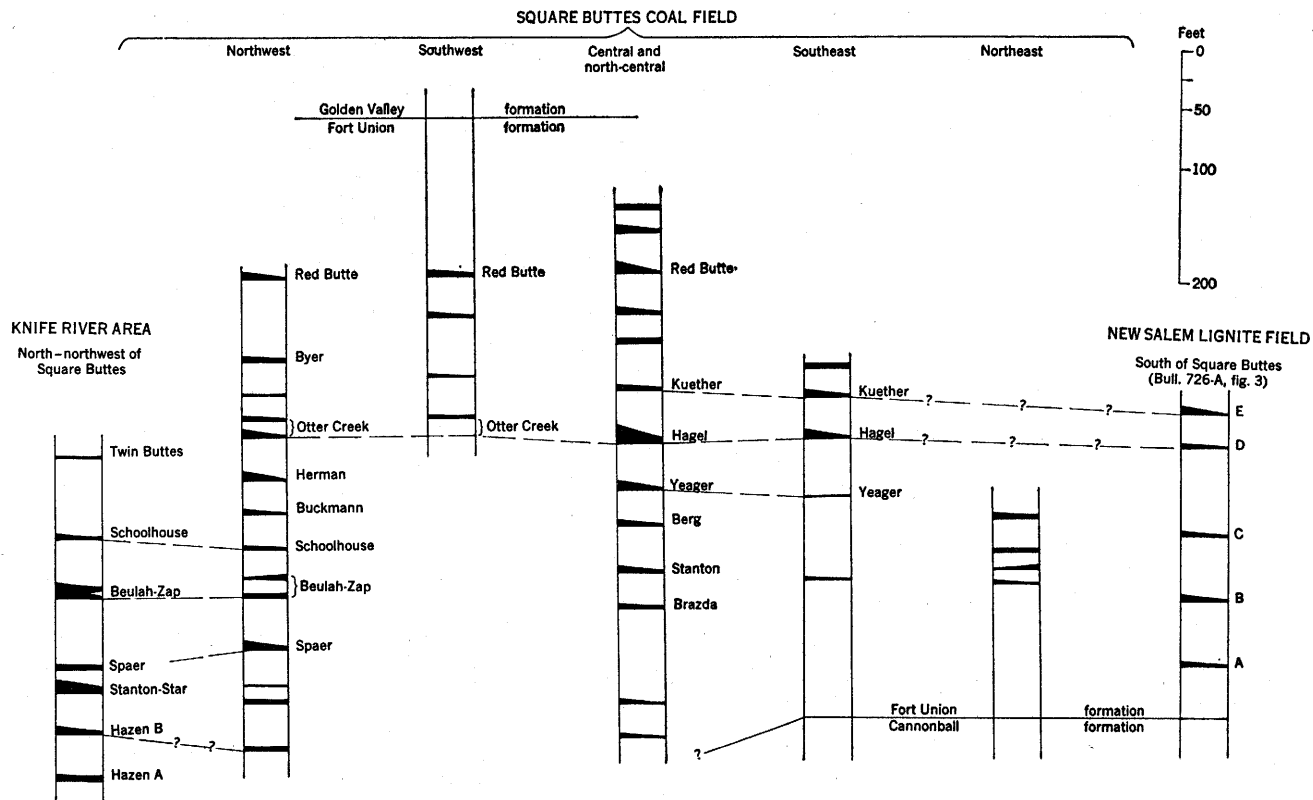 SQUARE BUTTES COAL FIELD
Northwest
Southwest
Central and
north-central
Southeast
Northeast
Feet
0
50
100
200
Golden Valley formation
Fort Union formation
KNIFE RIVER AREA
North-northwest of
Square Buttes
Twin Buttes
Schoolhouse
Beulah-Zap
Spaer
Stanton-Star
Hazen B
? ?
Hazen A
Red Butte
Byer
Otter Creek
Herman
Buckmann
Schoolhouse
Beulah-Zap
Spaer
Red Butte
Otter Creek
Red Butte
Kuether
Hagel
Yeager
Berg
Stanton
Brazda
?
Kuether
? ? ?
Hagel
? ? ?
Yeager
Fort Union formation
Cannonball formation
NEW SALEM LIGNITE FIELD
South of Square Buttes
(Bull. 726-A, fig. 3)
E
D
C
B
A